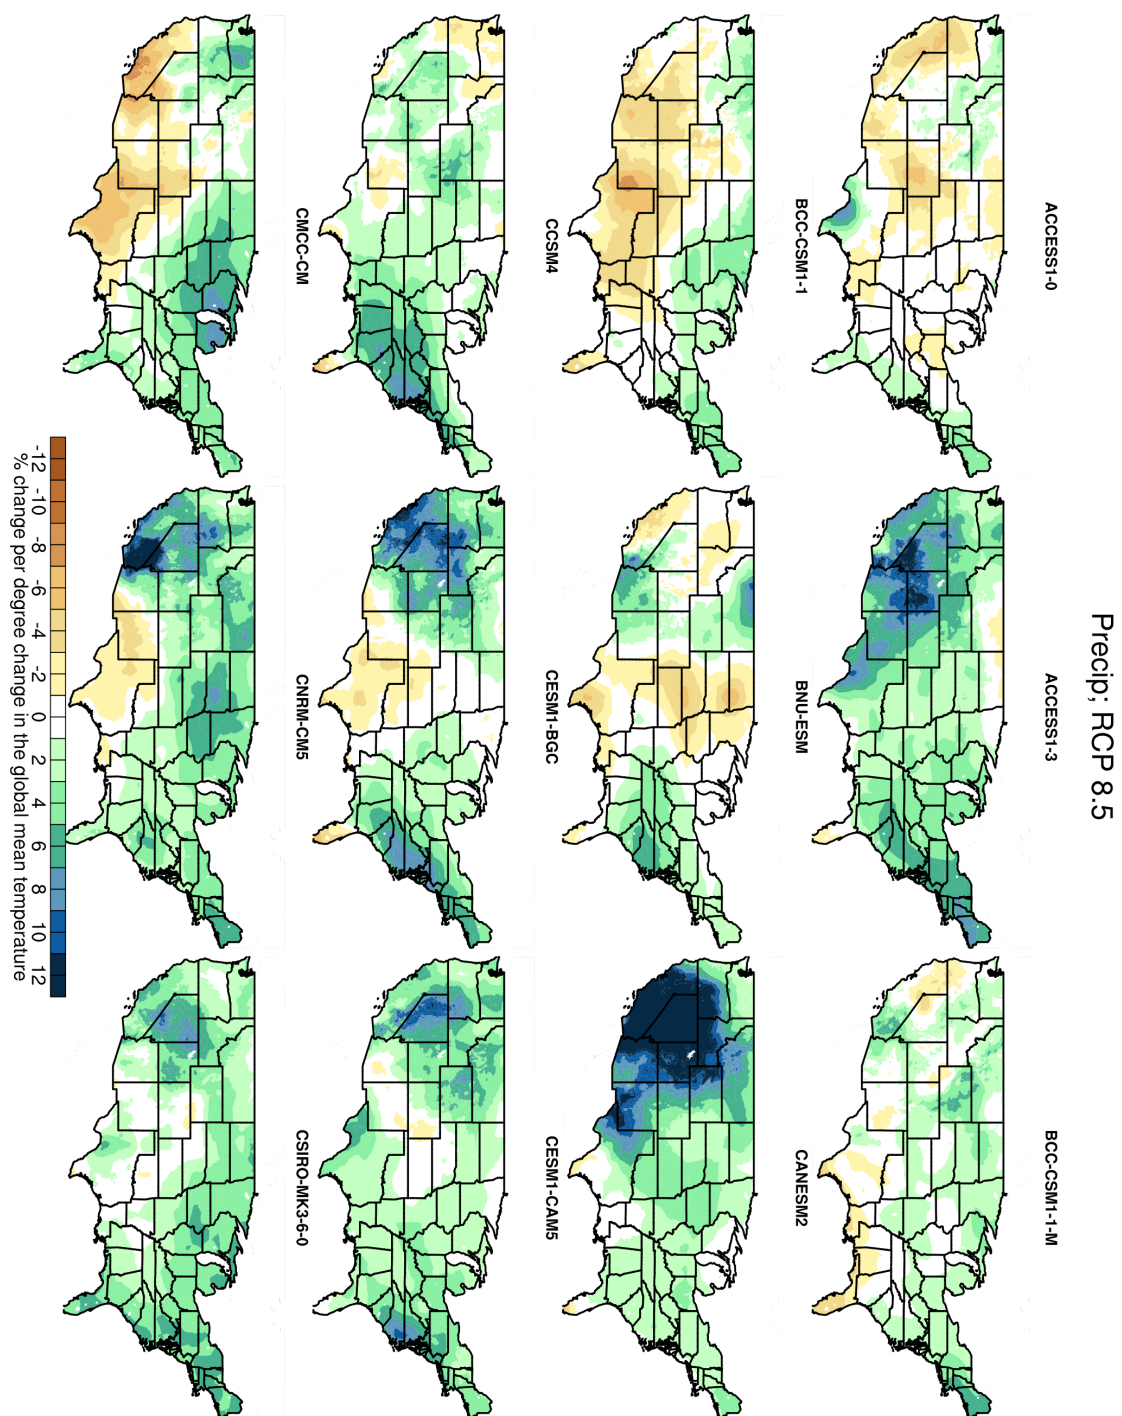 Precip; RCP 8.5
ACCESS1-0
ACCESS1-3
BCC-CSM1-1-M
BCC-CSM1-1
BNU-ESM
CANESM2
CCSM4
CESM1-BGC
CESM1-CAM5
CMCC-CM
CNRM-CM5
CSIRO-MK3-6-0
-12 -10 -8 -6 -4 -2 0 2 4 6 8 10 12
% change per degree change in the global mean temperature